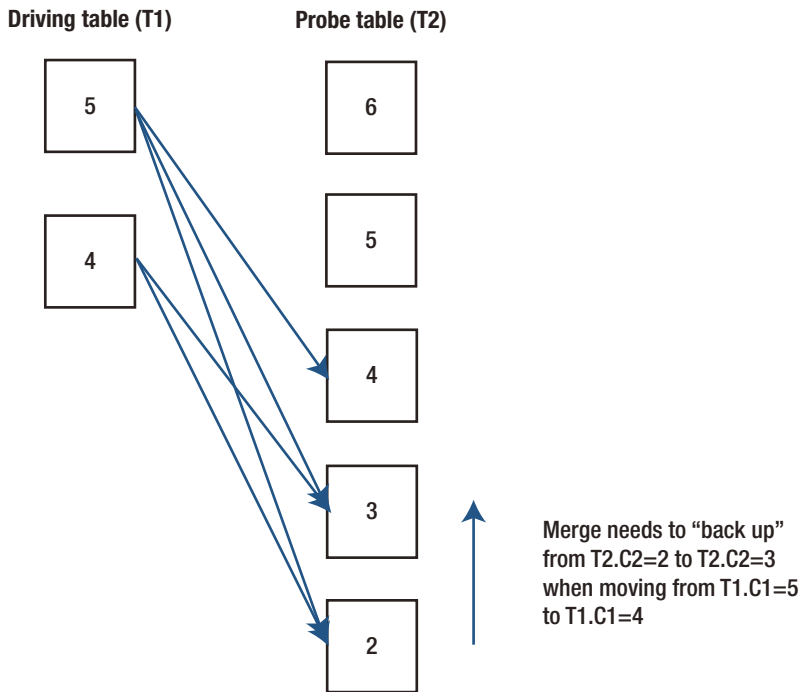 Driving table (T1)
Probe table (T2)
5
6
4
5
4
3
2
Merge needs to “back up”
from T2.C2=2 to T2.C2=3
when moving from T1.C1=5
to T1.C1=4